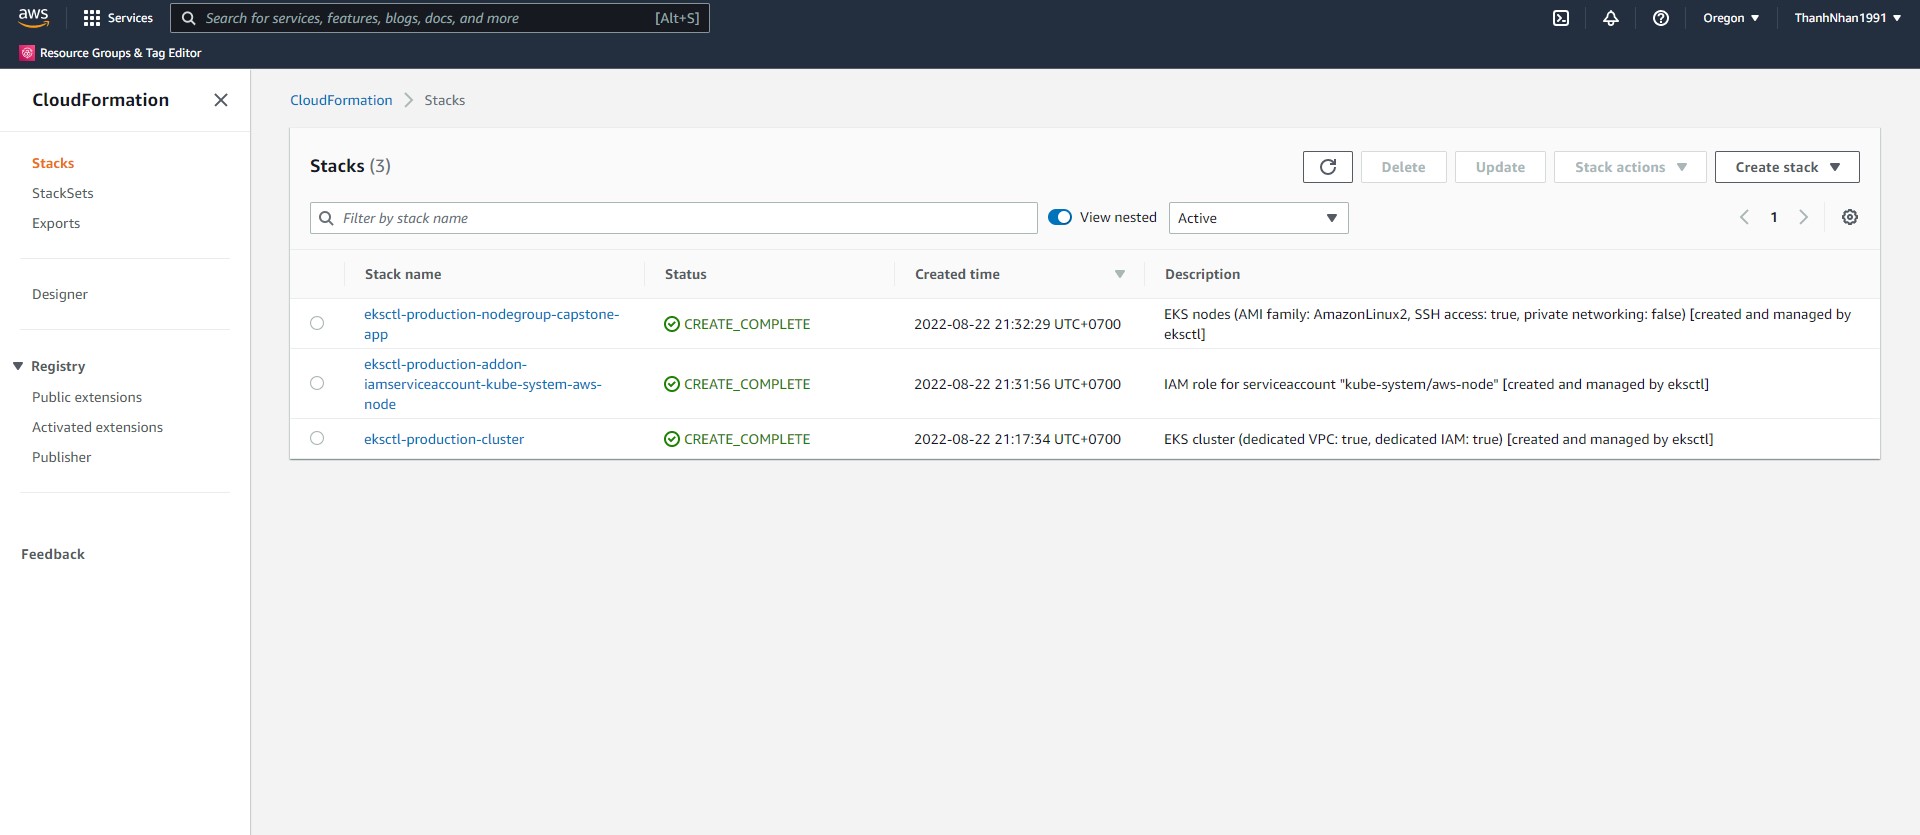 aws
Services
Search for services, features, blogs, docs, and more
[Alt+S]
Oregon
ThanhNhan1991
Resource Groups & Tag Editor
CloudFormation
Stacks
StackSets
Exports
Designer
Registry
Public extensions
Activated extensions
Publisher
Feedback
CloudFormation
Stacks
Stacks (3)
Delete
Update
Stack actions
Create stack
Filter by stack name
View nested
Active
1
Stack name
Status
Created time
Description
eksctl-production-nodegroup-capstone-
app
CREATE_COMPLETE
2022-08-22 21:32:29 UTC+0700
EKS nodes (AMI family: AmazonLinux2, SSH access: true, private networking: false) [created and managed by
eksctl]
eksctl-production-addon-
iamserviceaccount-kube-system-aws-
node
CREATE_COMPLETE
2022-08-22 21:31:56 UTC+0700
IAM role for serviceaccount "kube-system/aws-node" [created and managed by eksctl]
eksctl-production-cluster
CREATE_COMPLETE
2022-08-22 21:17:34 UTC+0700
EKS cluster (dedicated VPC: true, dedicated IAM: true) [created and managed by eksctl]